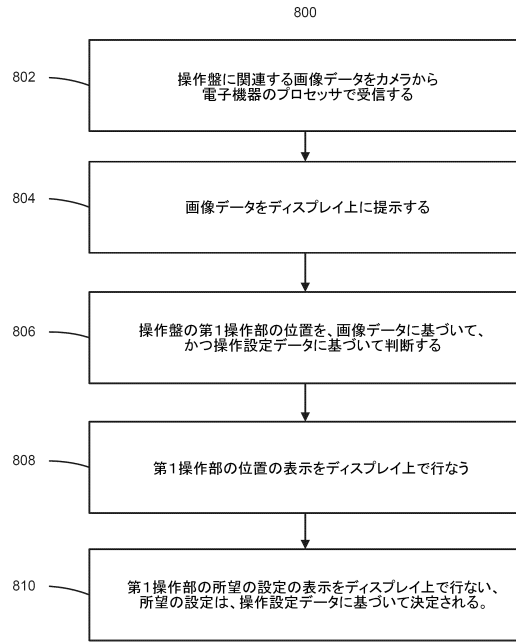 800
802
操作盤に関連する画像データをカメラから
電子機器のプロセッサで受信する
804
画像データをディスプレイ上に提示する
806
操作盤の第1操作部の位置を、画像データに基づいて、
かつ操作設定データに基づいて判断する
808
第1操作部の位置の表示をディスプレイ上で行なう
810
第1操作部の所望の設定の表示をディスプレイ上で行ない、
所望の設定は、操作設定データに基づいて決定される。